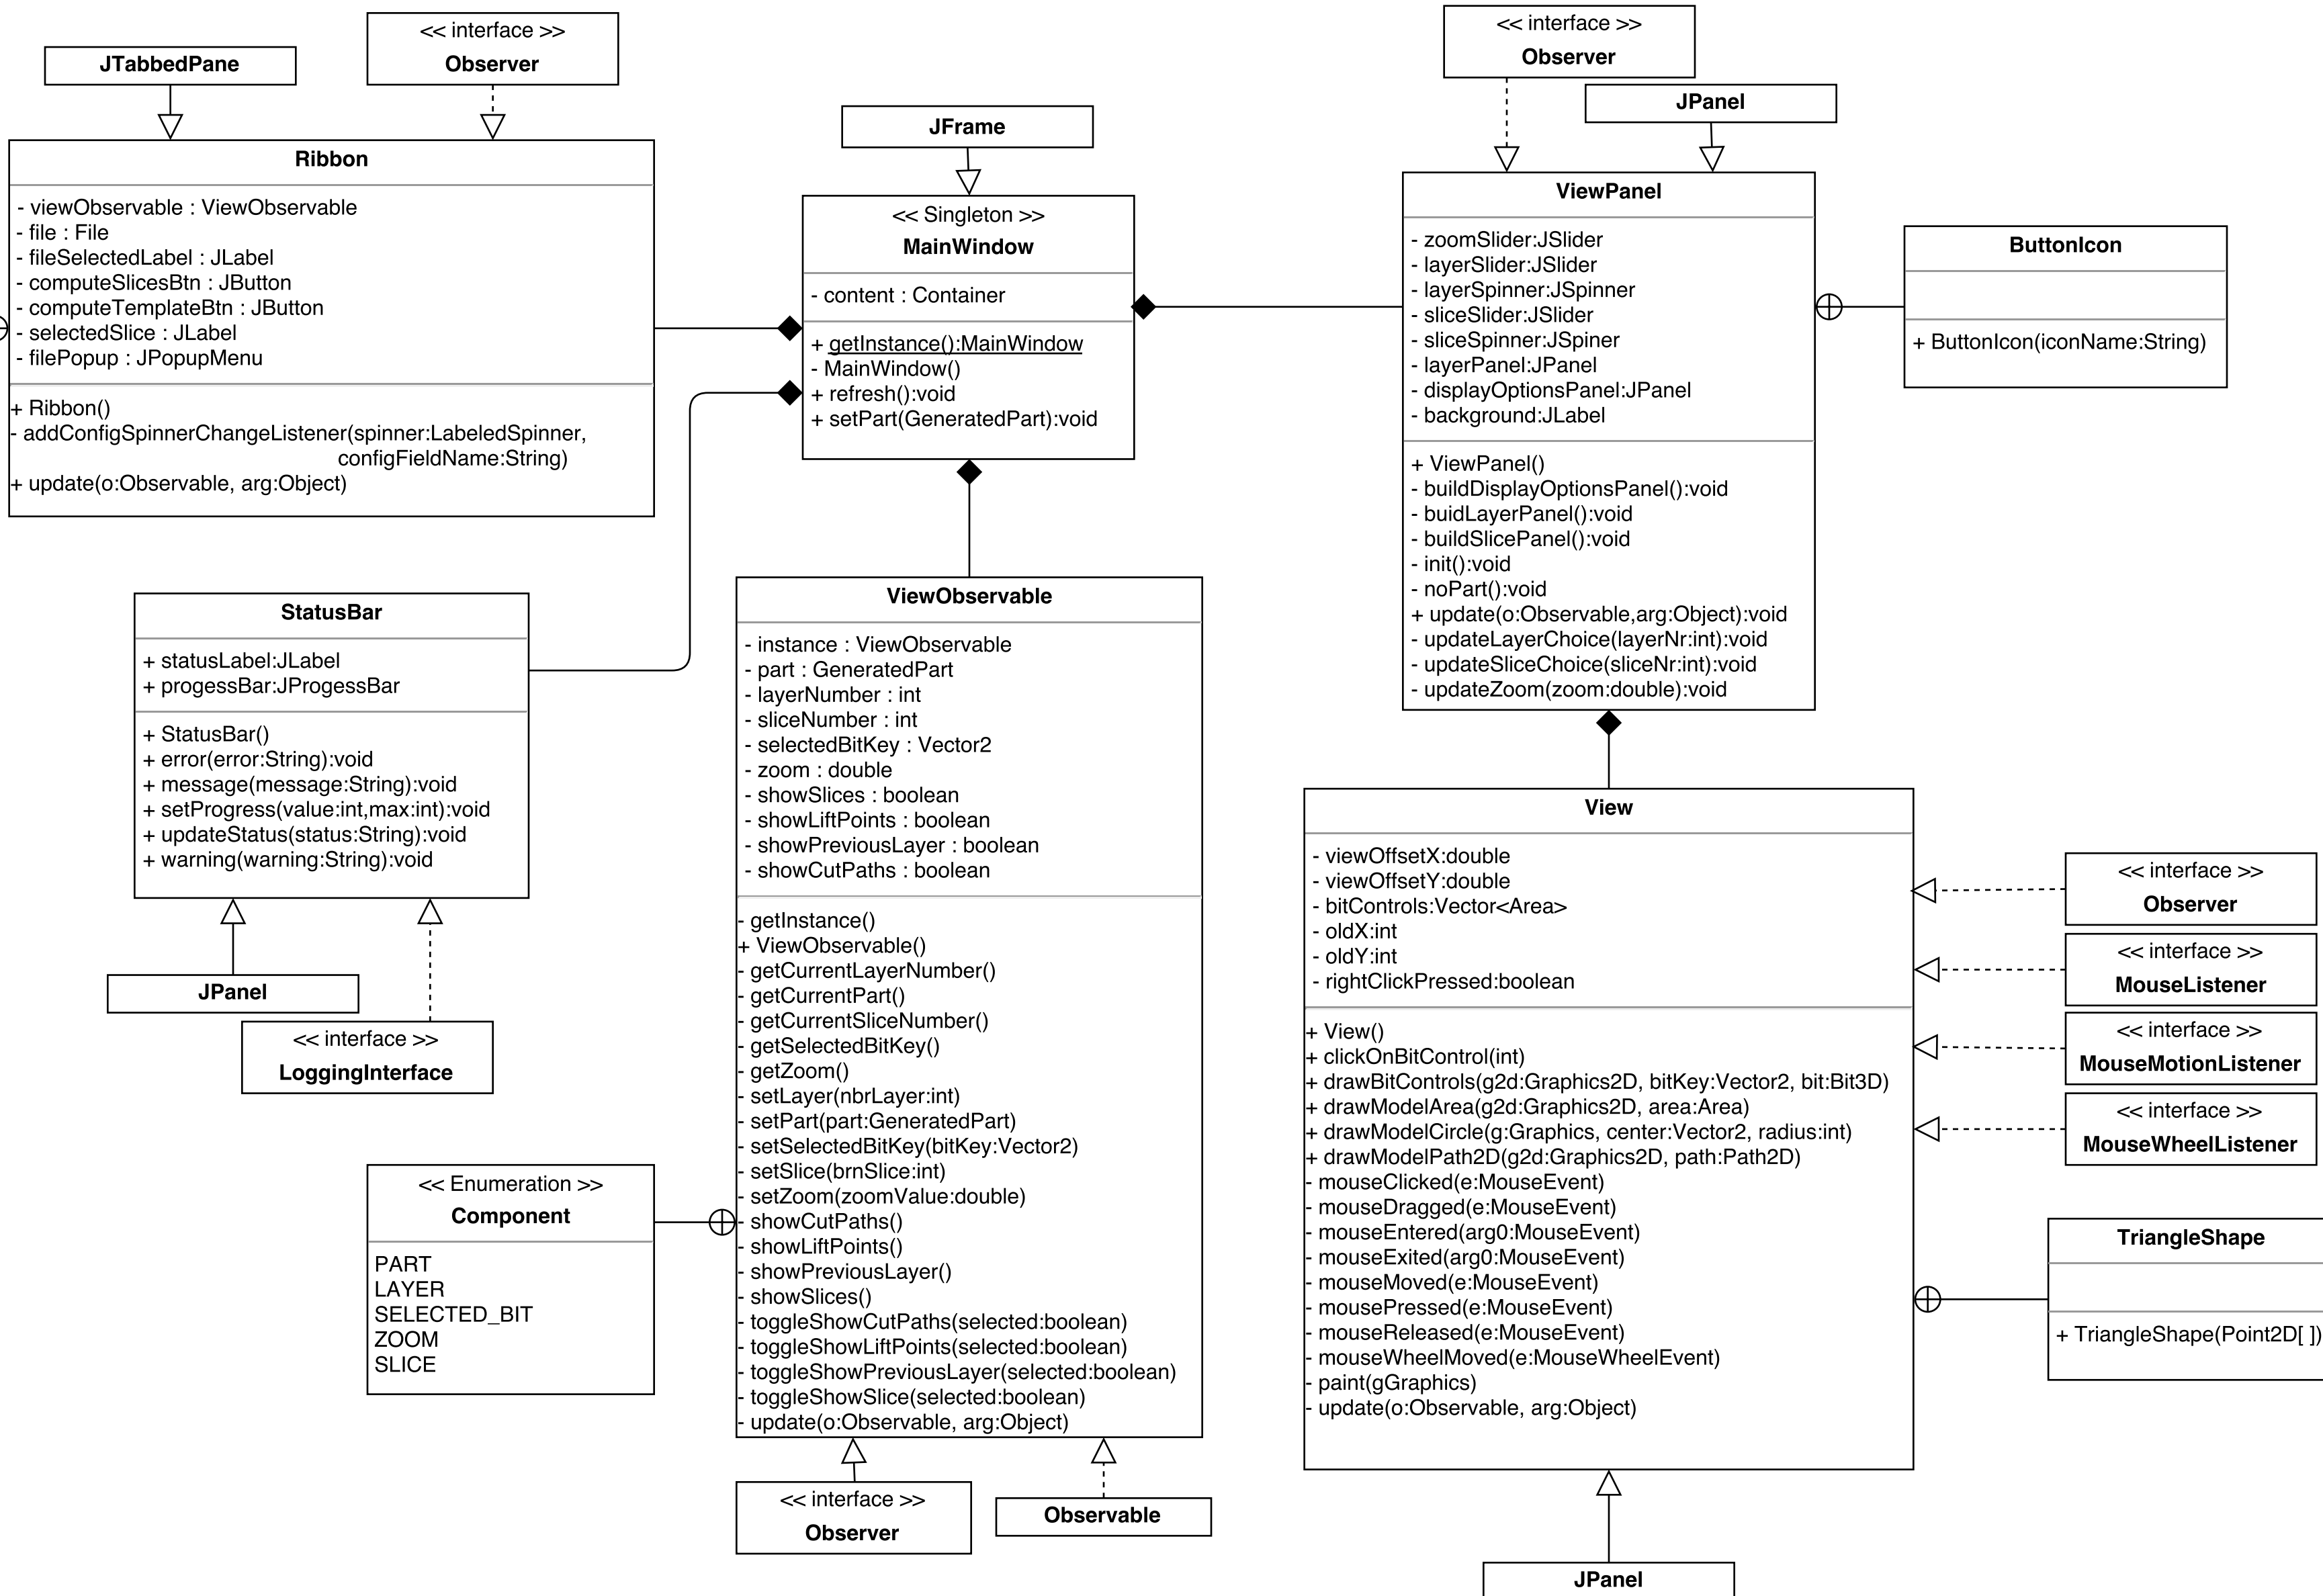 JTabbedPane
<< interface >>
Observer
Ribbon
- viewObservable : ViewObservable
- file : File
- fileSelectedLabel : JLabel
- computeSlicesBtn : JButton
- computeTemplateBtn : JButton
- selectedSlice : JLabel
- filePopup : JPopupMenu
+ Ribbon()
- addConfigSpinnerChangeListener(spinner:LabeledSpinner,
configFieldName:String)
+ update(o:Observable, arg:Object)
JFrame
<< Singleton >>
MainWindow
- content : Container
+ getInstance():MainWindow
- MainWindow()
+ refresh():void
+ setPart(GeneratedPart):void
<< interface >>
Observer
JPanel
ViewPanel
- zoomSlider:JSlider
- layerSlider:JSlider
- layerSpinner:JSpinner
- sliceSlider:JSlider
- sliceSpinner:JSpiner
- layerPanel:JPanel
- displayOptionsPanel:JPanel
- background:JLabel
+ ViewPanel()
- buildDisplayOptionsPanel():void
- buidLayerPanel():void
- buildSlicePanel():void
- init():void
- noPart():void
+ update(o:Observable,arg:Object):void
- updateLayerChoice(layerNr:int):void
- updateSliceChoice(sliceNr:int):void
- updateZoom(zoom:double):void
ButtonIcon
+ ButtonIcon(iconName:String)
StatusBar
+ statusLabel:JLabel
+ progessBar:JProgessBar
+ StatusBar()
+ error(error:String):void
+ message(message:String):void
+ setProgress(value:int,max:int):void
+ updateStatus(status:String):void
+ warning(warning:String):void
JPanel
<< interface >>
LoggingInterface
ViewObservable
- instance : ViewObservable
- part : GeneratedPart
- layerNumber : int
- sliceNumber : int
- selectedBitKey : Vector2
- zoom : double
- showSlices : boolean
- showLiftPoints : boolean
- showPreviousLayer : boolean
- showCutPaths : boolean
- getInstance()
+ ViewObservable()
- getCurrentLayerNumber()
- getCurrentPart()
- getCurrentSliceNumber()
- getSelectedBitKey()
- getZoom()
- setLayer(nbrLayer:int)
- setPart(part:GeneratedPart)
- setSelectedBitKey(bitKey:Vector2)
- setSlice(brnSlice:int)
- setZoom(zoomValue:double)
- showCutPaths()
- showLiftPoints()
- showPreviousLayer()
- showSlices()
- toggleShowCutPaths(selected:boolean)
- toggleShowLiftPoints(selected:boolean)
- toggleShowPreviousLayer(selected:boolean)
- toggleShowSlice(selected:boolean)
- update(o:Observable, arg:Object)
<< Enumeration >>
Component
PART
LAYER
SELECTED_BIT
ZOOM
SLICE
<< interface >>
Observer
Observable
View
- viewOffsetX:double
- viewOffsetY:double
- bitControls:Vector<Area>
- oldX:int
- oldY:int
- rightClickPressed:boolean
+ View()
+ clickOnBitControl(int)
+ drawBitControls(g2d:Graphics2D, bitKey:Vector2, bit:Bit3D)
+ drawModelArea(g2d:Graphics2D, area:Area)
+ drawModelCircle(g:Graphics, center:Vector2, radius:int)
+ drawModelPath2D(g2d:Graphics2D, path:Path2D)
- mouseClicked(e:MouseEvent)
- mouseDragged(e:MouseEvent)
- mouseEntered(arg0:MouseEvent)
- mouseExited(arg0:MouseEvent)
- mouseMoved(e:MouseEvent)
- mousePressed(e:MouseEvent)
- mouseReleased(e:MouseEvent)
- mouseWheelMoved(e:MouseWheelEvent)
- paint(gGraphics)
- update(o:Observable, arg:Object)
<< interface >>
Observer
<< interface >>
MouseListener
<< interface >>
MouseMotionListener
<< interface >>
MouseWheelListener
TriangleShape
+ TriangleShape(Point2D[ ])
JPanel